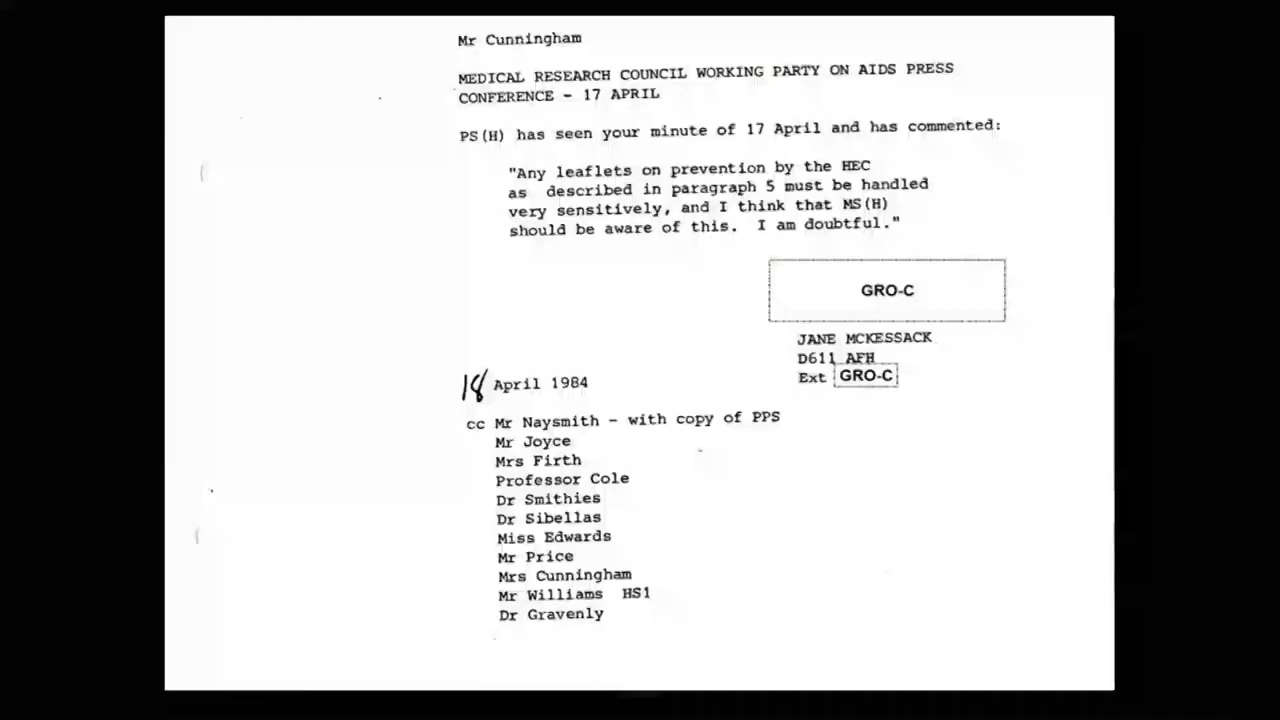 Mr Cunningham
MEDICAL RESEARCH COUNCIL WORKING PARTY ON AIDS PRESS
CONFERENCE - 17 APRIL
PS(H) has seen your minute of 17 April and has commented:
"Any leaflets on prevention by the HEC
as described in paragraph 5 must be handled
very sensitively, and I think that MS(H)
should be aware of this. I am doubtful."
GRO-C
JANE MCKESSACK
D611 AFH
Ext GRO-C
18 April 1984
cc Mr Naysmith - with copy of PPS
Mr Joyce
Mrs Firth
Professor Cole
Dr Smithies
Dr Sibellas
Miss Edwards
Mr Price
Mrs Cunningham
Mr Williams HS1
Dr Gravenly